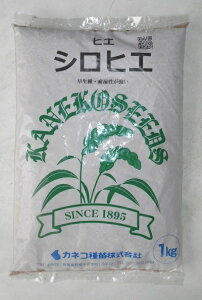 ヒエ
シロヒエ
早生種・耐湿性が強い
KANEKO SEEDS
SINCE 1895
カネコ種苗株式会社
1kg